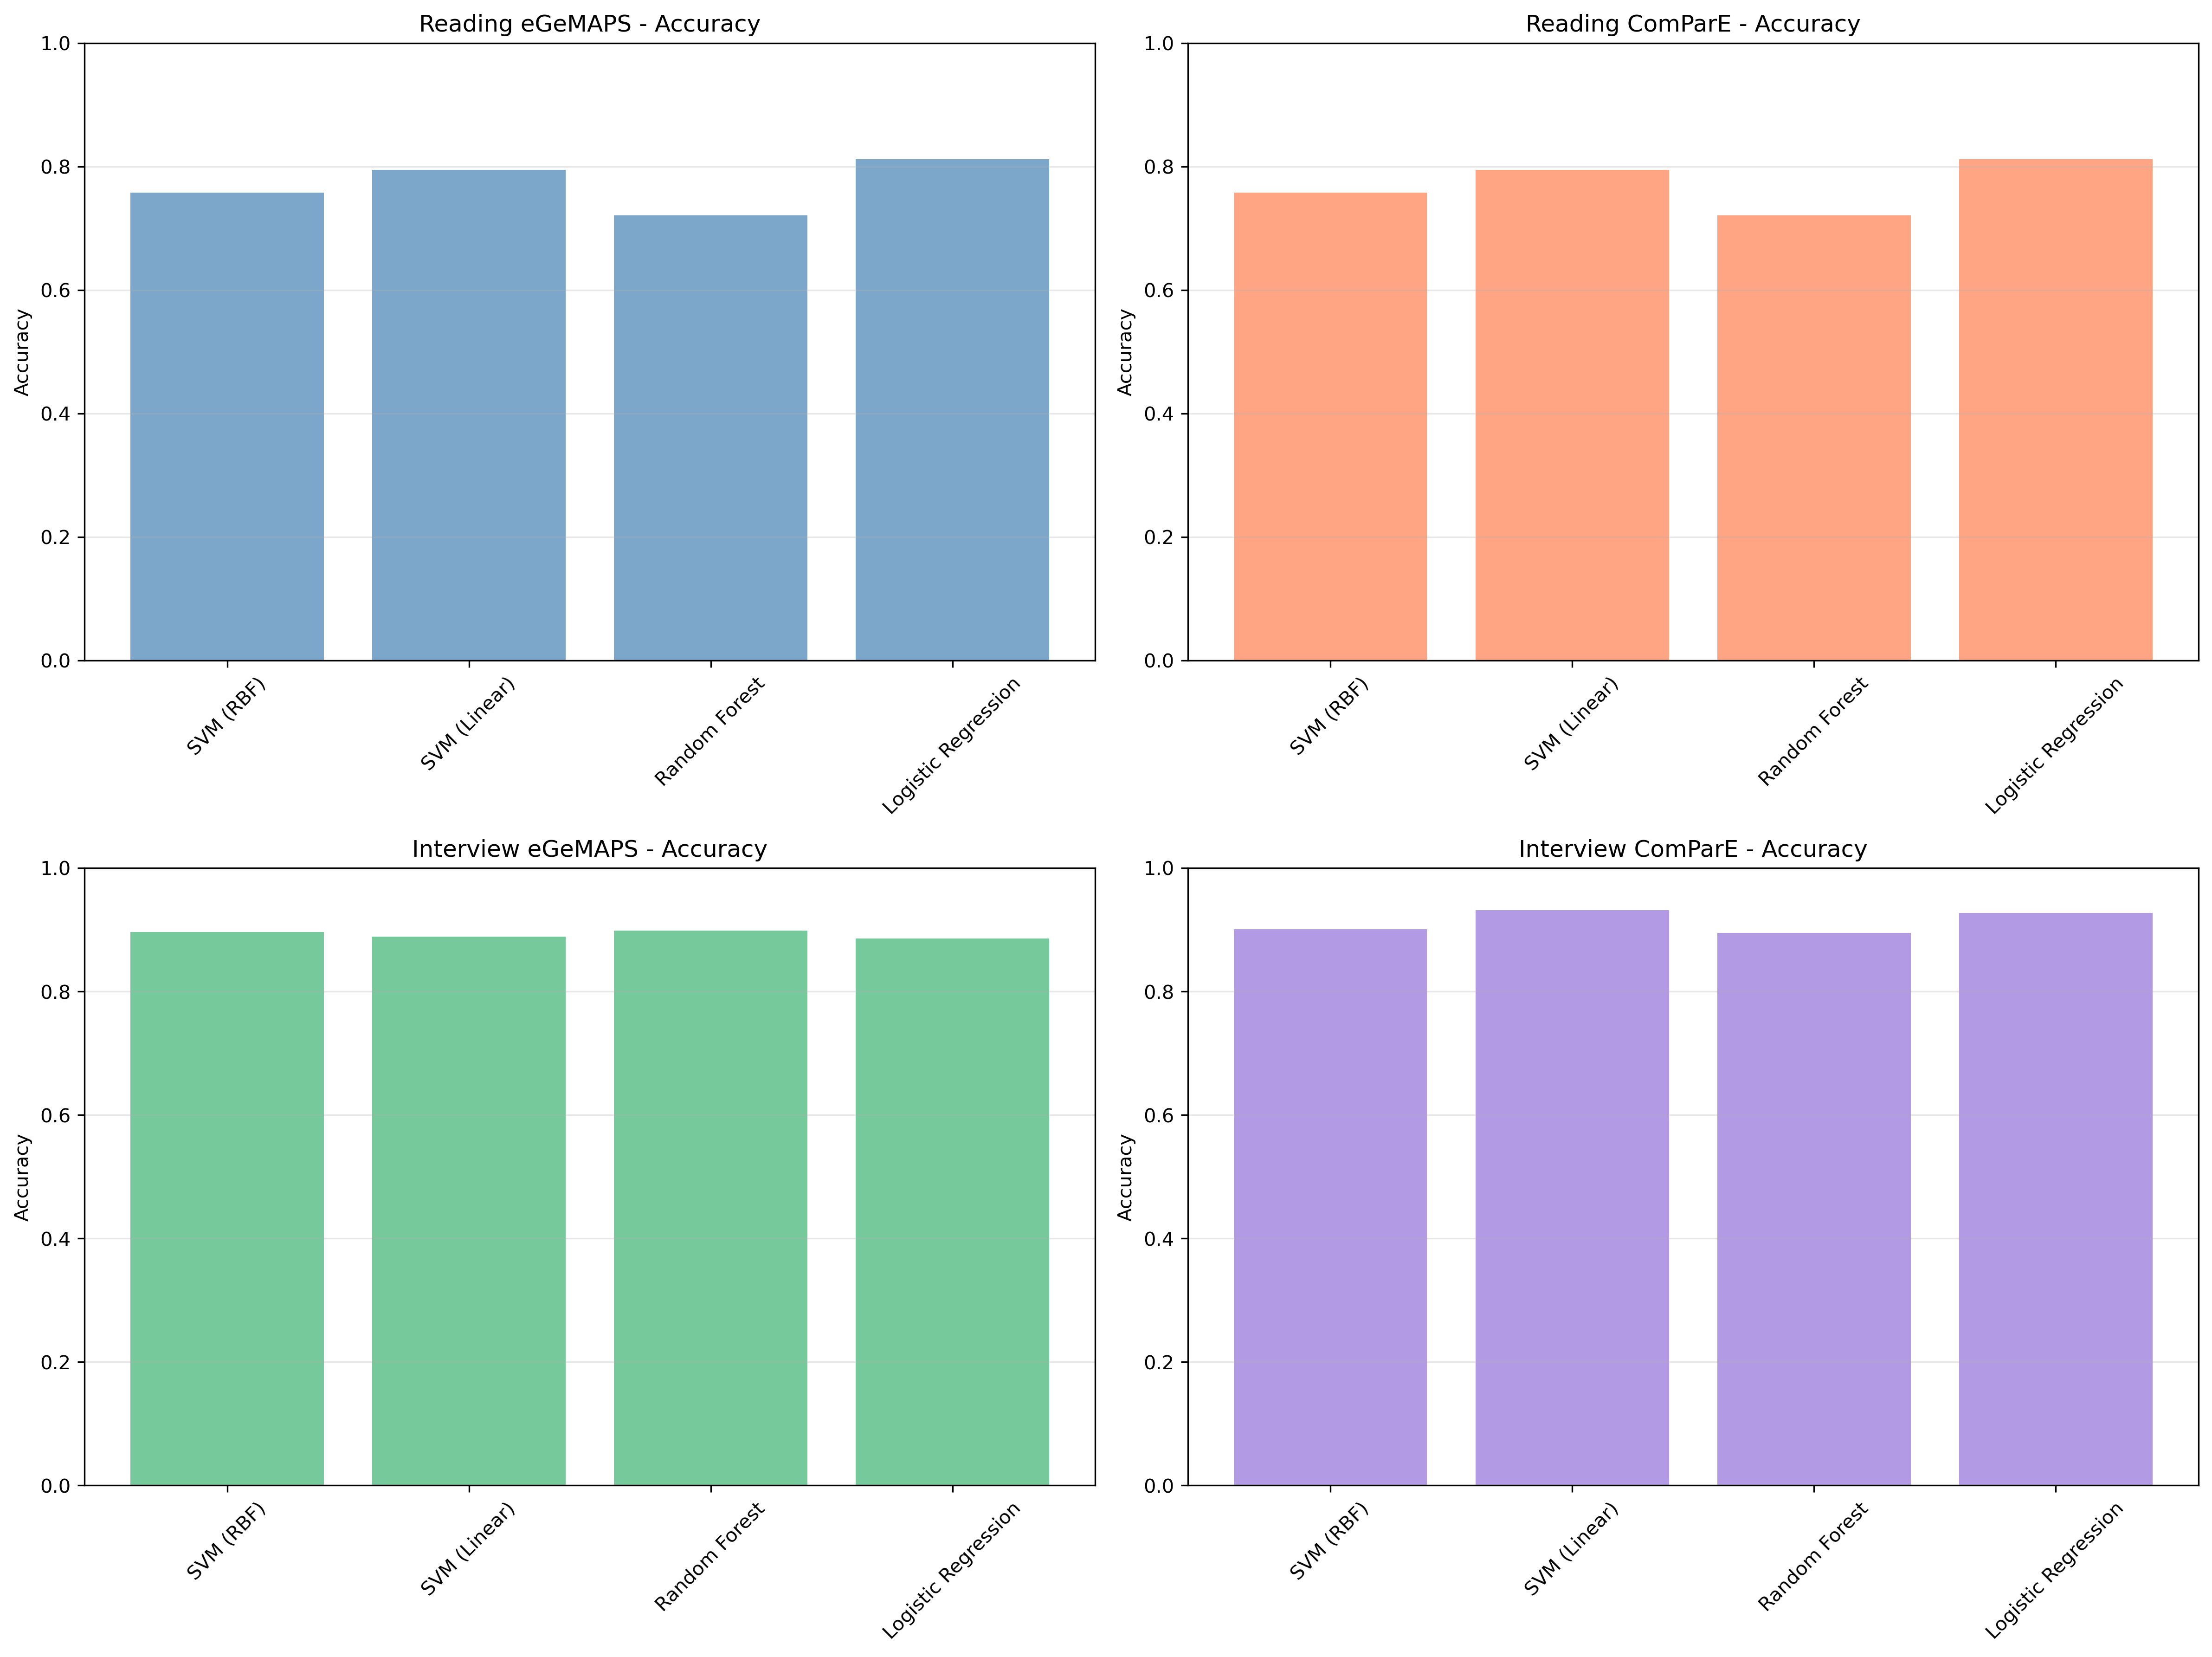 Reading eGeMAPS - Accuracy
1.0
0.8
0.6
0.4
0.2
0.0
Accuracy
SVM (RBF)
SVM (Linear)
Random Forest
Logistic Regression
Reading ComParE - Accuracy
1.0
0.8
0.6
0.4
0.2
0.0
Accuracy
SVM (RBF)
SVM (Linear)
Random Forest
Logistic Regression
Interview eGeMAPS - Accuracy
1.0
0.8
0.6
0.4
0.2
0.0
Accuracy
SVM (RBF)
SVM (Linear)
Random Forest
Logistic Regression
Interview ComParE - Accuracy
1.0
0.8
0.6
0.4
0.2
0.0
Accuracy
SVM (RBF)
SVM (Linear)
Random Forest
Logistic Regression